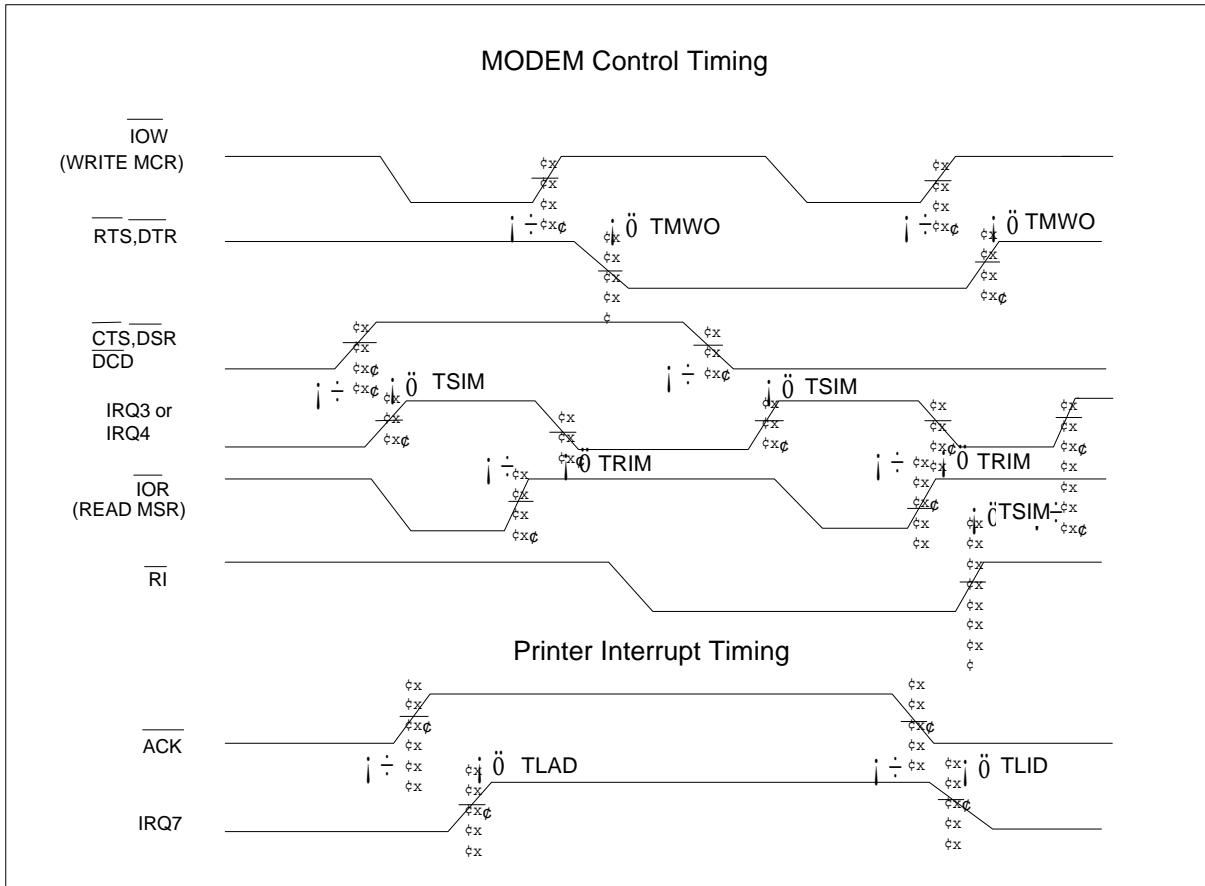 MODEM Control Timing
IOW
(WRITE MCR)
RTS,DTR
TMWO
TMWO
CTS,DSR
DCD
TSIM
TSIM
IRQ3 or
IRQ4
TRIM
TRIM
IOR
(READ MSR)
TSIM
RI
Printer Interrupt Timing
ACK
TLAD
TLID
IRQ7